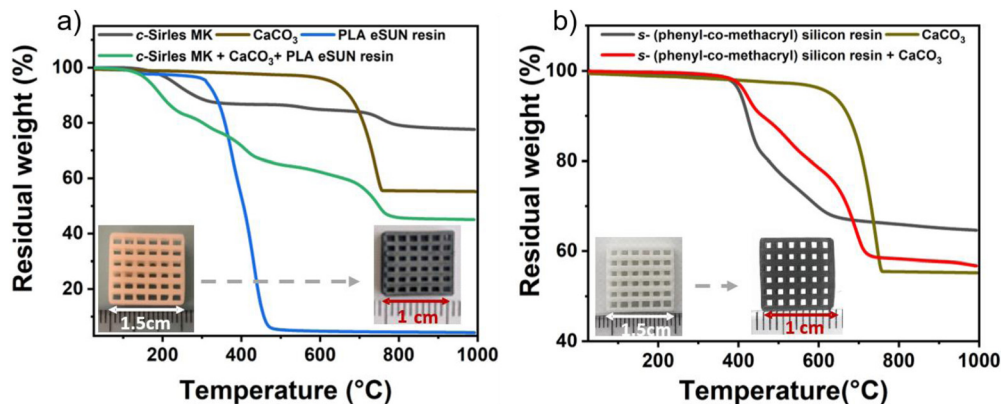 a)
c-Sirles MK CaCO3 PLA eSUN resin
c-Sirles MK + CaCO3+ PLA eSUN resin
Residual weight (%)
100
80
60
40
20
1.5cm
1 cm
200 400 600 800 1000
Temperature (°C)
b)
s- (phenyl-co-methacryl) silicon resin CaCO3
s- (phenyl-co-methacryl) silicon resin + CaCO3
Residual weight (%)
100
80
60
40
1.5cm
1 cm
200 400 600 800 1000
Temperature(°C)